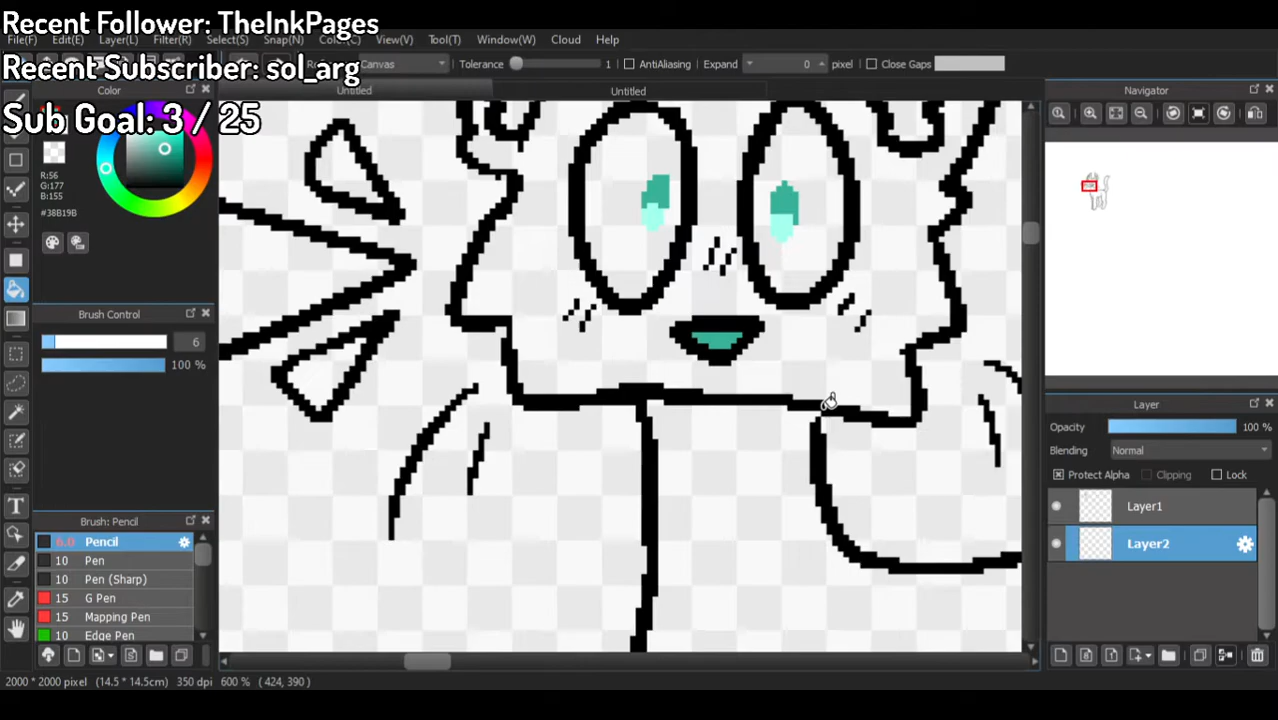 Recent Follower: TheInkPages
File(F) Edit(E) Layer(L) Filter(R) Select(S) Snap(N) Color(C) View(V) Tool(T) Window(W) Cloud Help
Recent Subscriber: sol_arg
Canvas Tolerance 1 AntiAliasing Expand 0 pixel Close Gaps
Sub Goal: 3 / 25
Color
Untitled Untitled
Navigator
R:56
G:177
B:155
#38B19B
Brush Control
6
100 %
Brush: Pencil
6.0 Pencil
10 Pen
10 Pen (Sharp)
15 G Pen
15 Mapping Pen
10 Edge Pen
Layer
Opacity 100 %
Blending Normal
Protect Alpha Clipping Lock
Layer1
Layer2
2000 * 2000 pixel (14.5 * 14.5cm) 350 dpi 600 % ( 424, 390 )